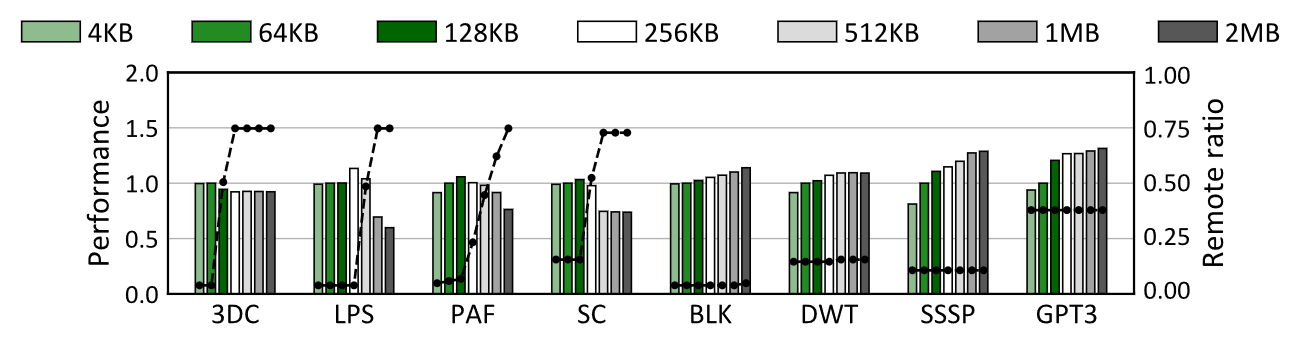 4KB 64KB 128KB 256KB 512KB 1MB 2MB
Performance
2.0
1.5
1.0
0.5
0.0
1.00
0.75
0.50
0.25
0.00
Remote ratio
3DC LPS PAF SC BLK DWT SSSP GPT3